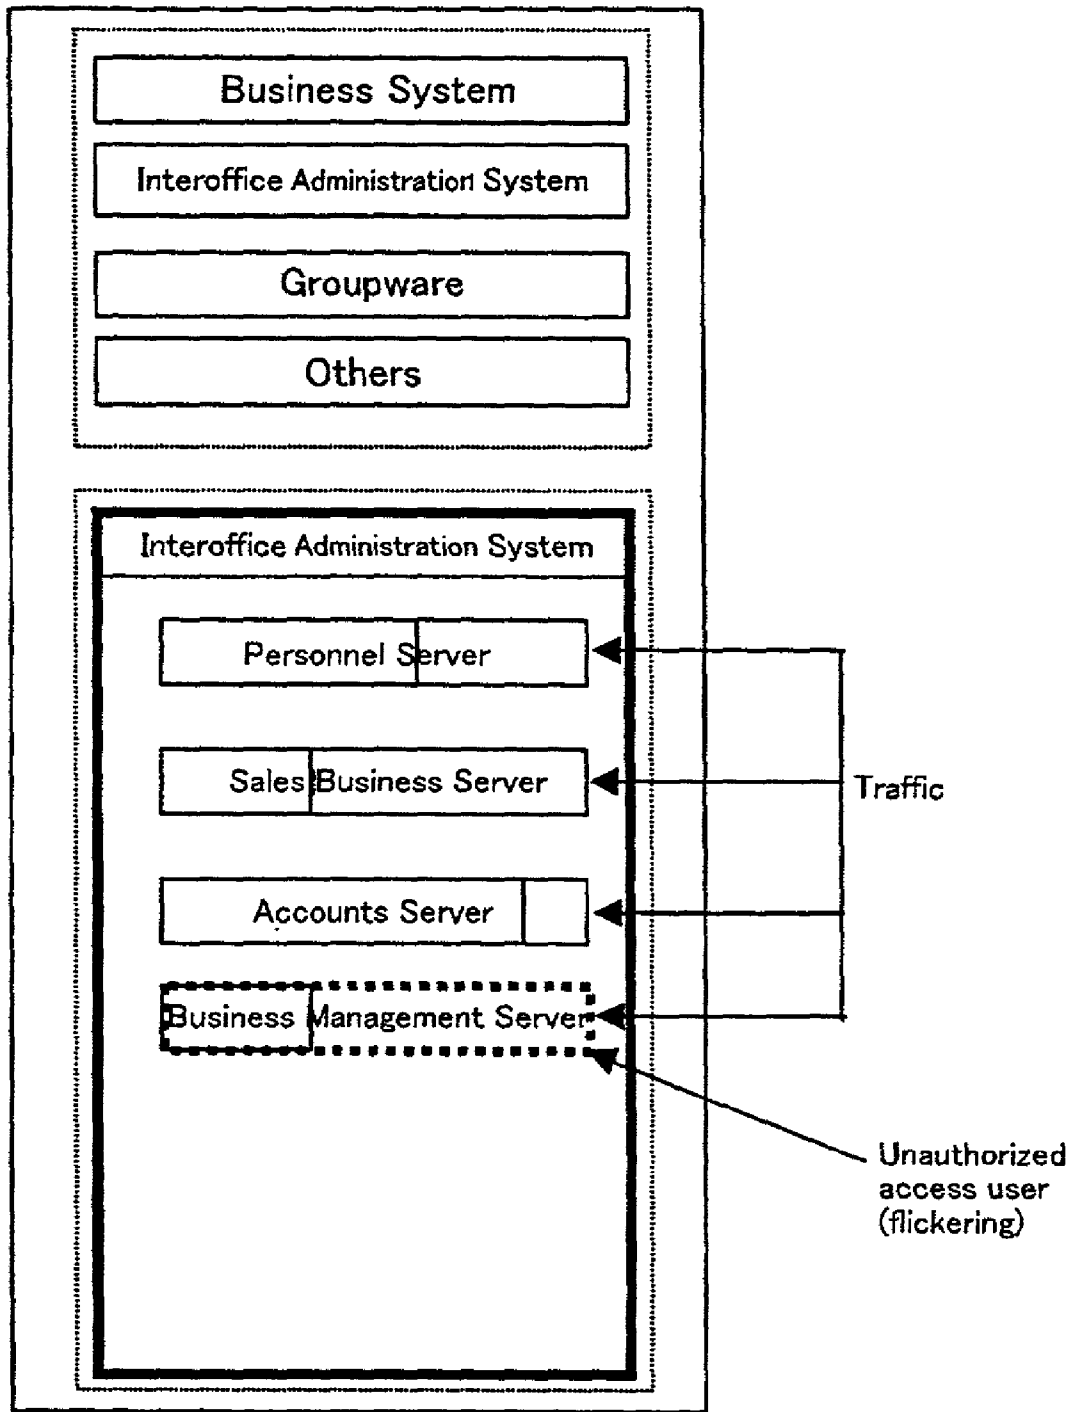 Business System
Interoffice Administration System
Groupware
Others
Interoffice Administration System
Personnel Server
Sales Business Server
Accounts Server
Business Management Server
Traffic
Unauthorized
access user
(flickering)